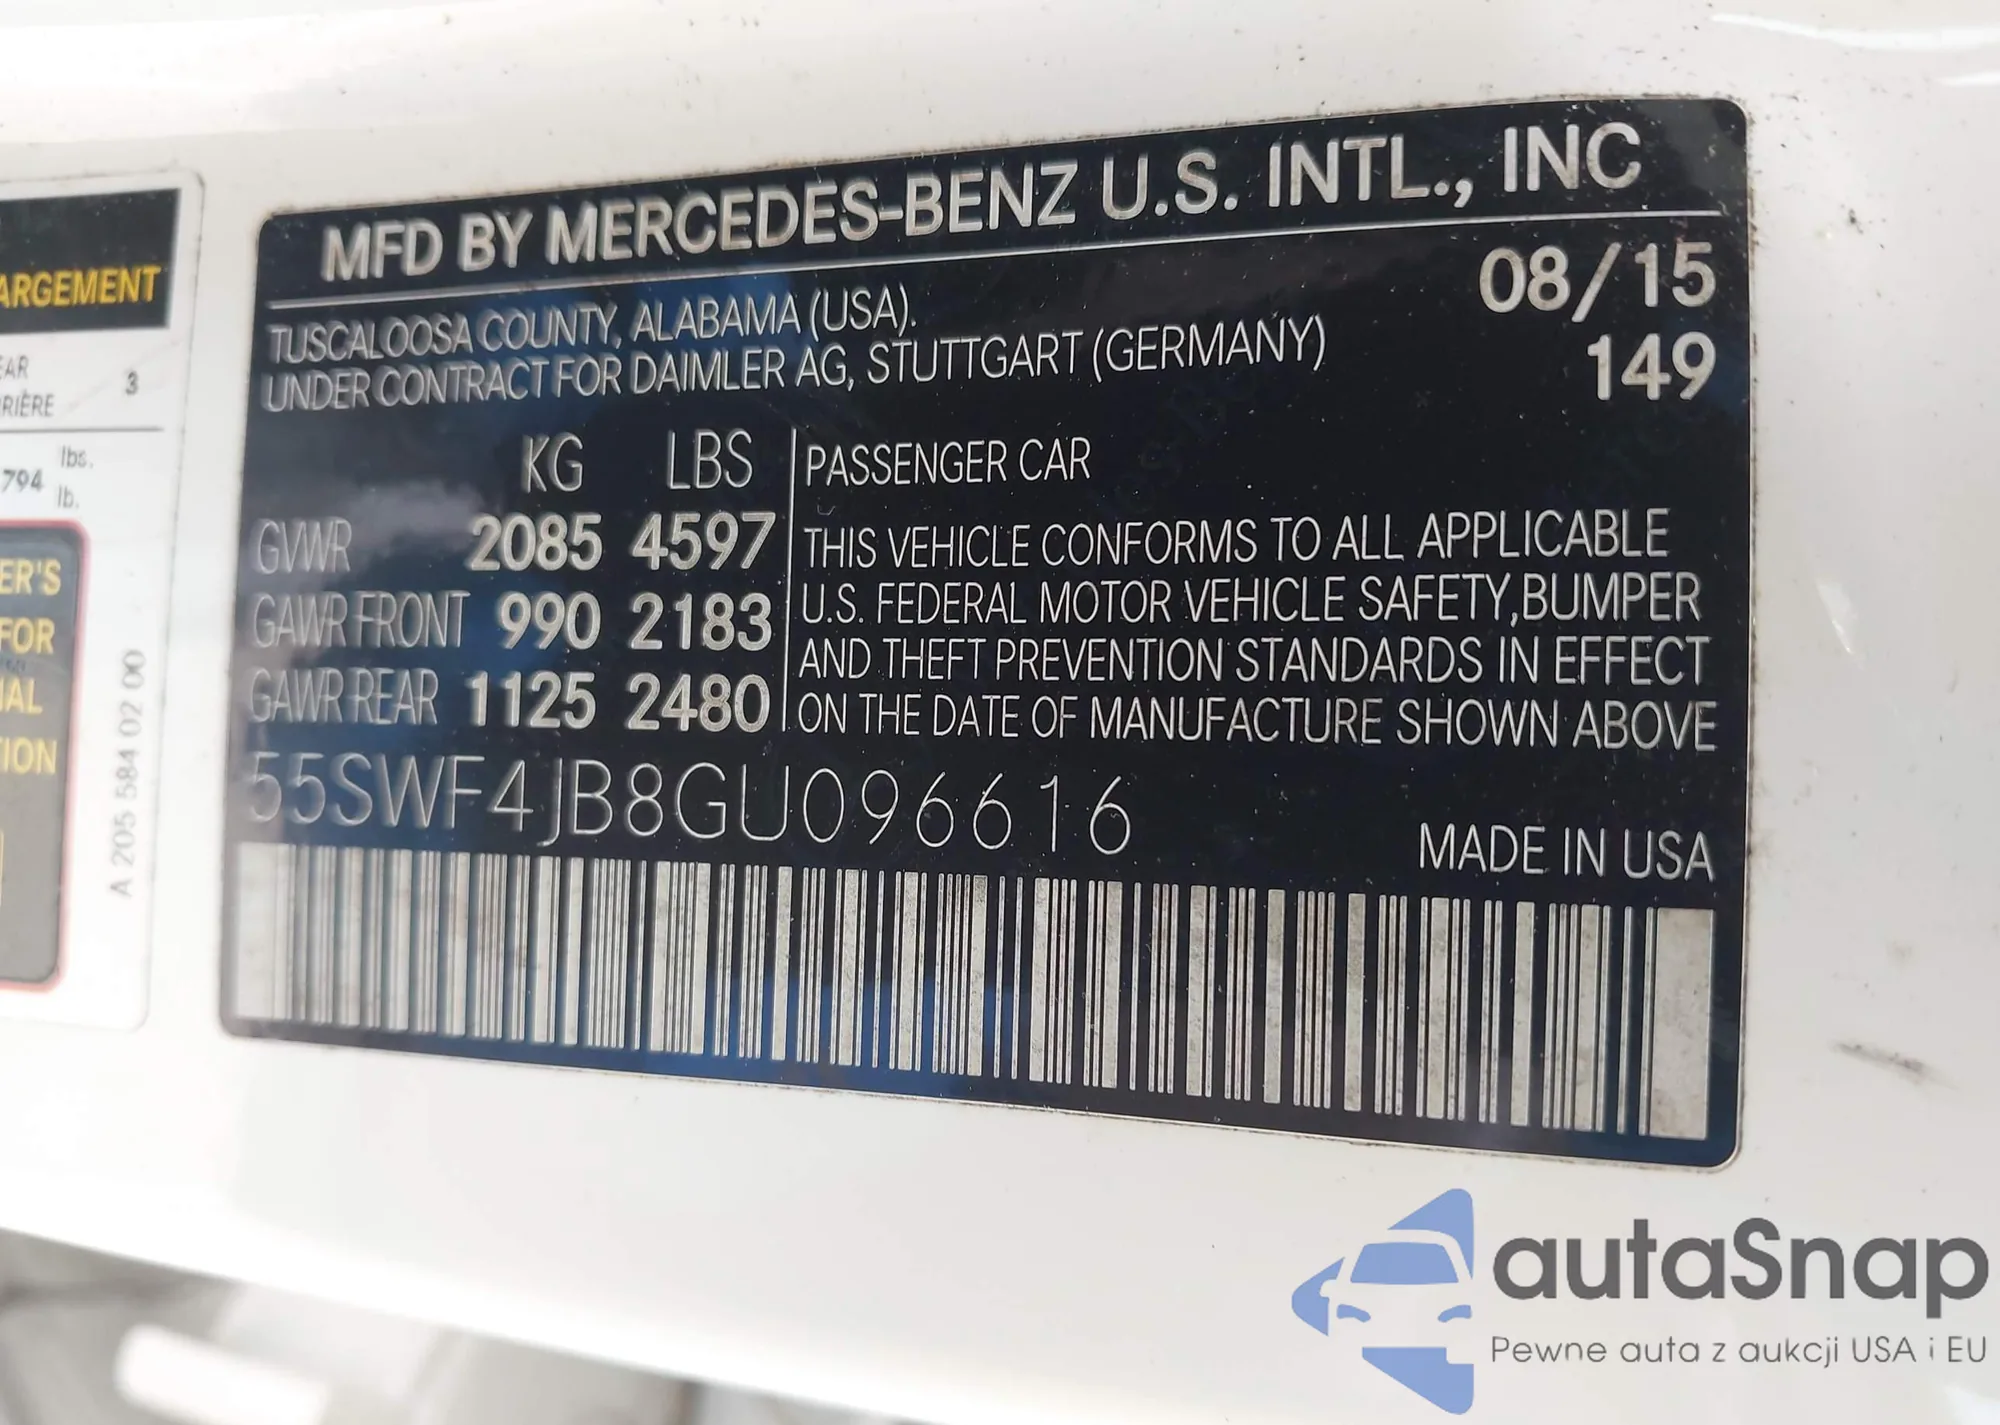 MFD BY MERCEDES-BENZ U.S. INTL., INC
08/15
TUSCALOOSA COUNTY, ALABAMA (USA).
UNDER CONTRACT FOR DAIMLER AG, STUTTGART (GERMANY)
149
KG LBS
GVWR 2085 4597
GAWR FRONT 990 2183
GAWR REAR 1125 2480
PASSENGER CAR
THIS VEHICLE CONFORMS TO ALL APPLICABLE
U.S. FEDERAL MOTOR VEHICLE SAFETY,BUMPER
AND THEFT PREVENTION STANDARDS IN EFFECT
ON THE DATE OF MANUFACTURE SHOWN ABOVE
55SWF4JB8GU096616
MADE IN USA
ARGEMENT
EAR
RIÈRE 3
lbs.
794
lb.
ER'S
FOR
AL
ION
A 205 584 02 00
autaSnap
Pewne auta z aukcji USA i EU